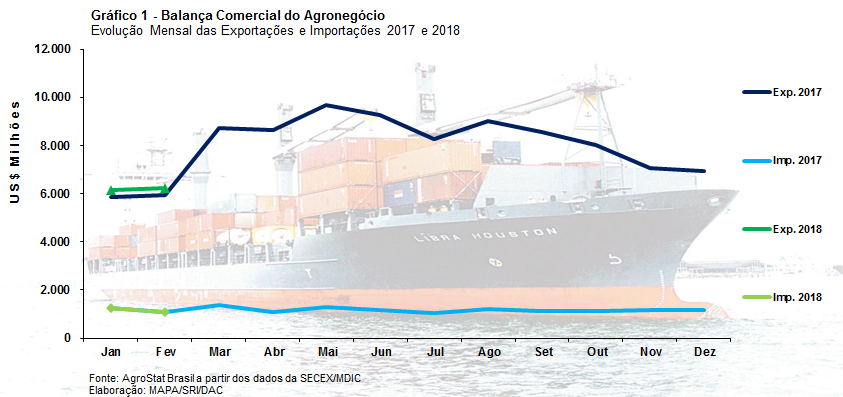 Gráfico 1 - Balança Comercial do Agronegócio
Evolução Mensal das Exportações e Importações 2017 e 2018
US$ Milhões
12.000
10.000
8.000
6.000
4.000
2.000
0
Jan Fev Mar Abr Mai Jun Jul Ago Set Out Nov Dez
Exp. 2017
Imp. 2017
Exp. 2018
Imp. 2018
LIBRA HOUSTON
Fonte: AgroStat Brasil a partir dos dados da SECEX/MDIC
Elaboração: MAPA/SRI/DAC